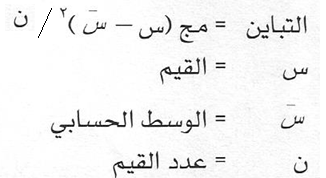 التباين = مج (س – س̄)٢ / ن
س = القيم
س̄ = الوسط الحسابي
ن = عدد القيم